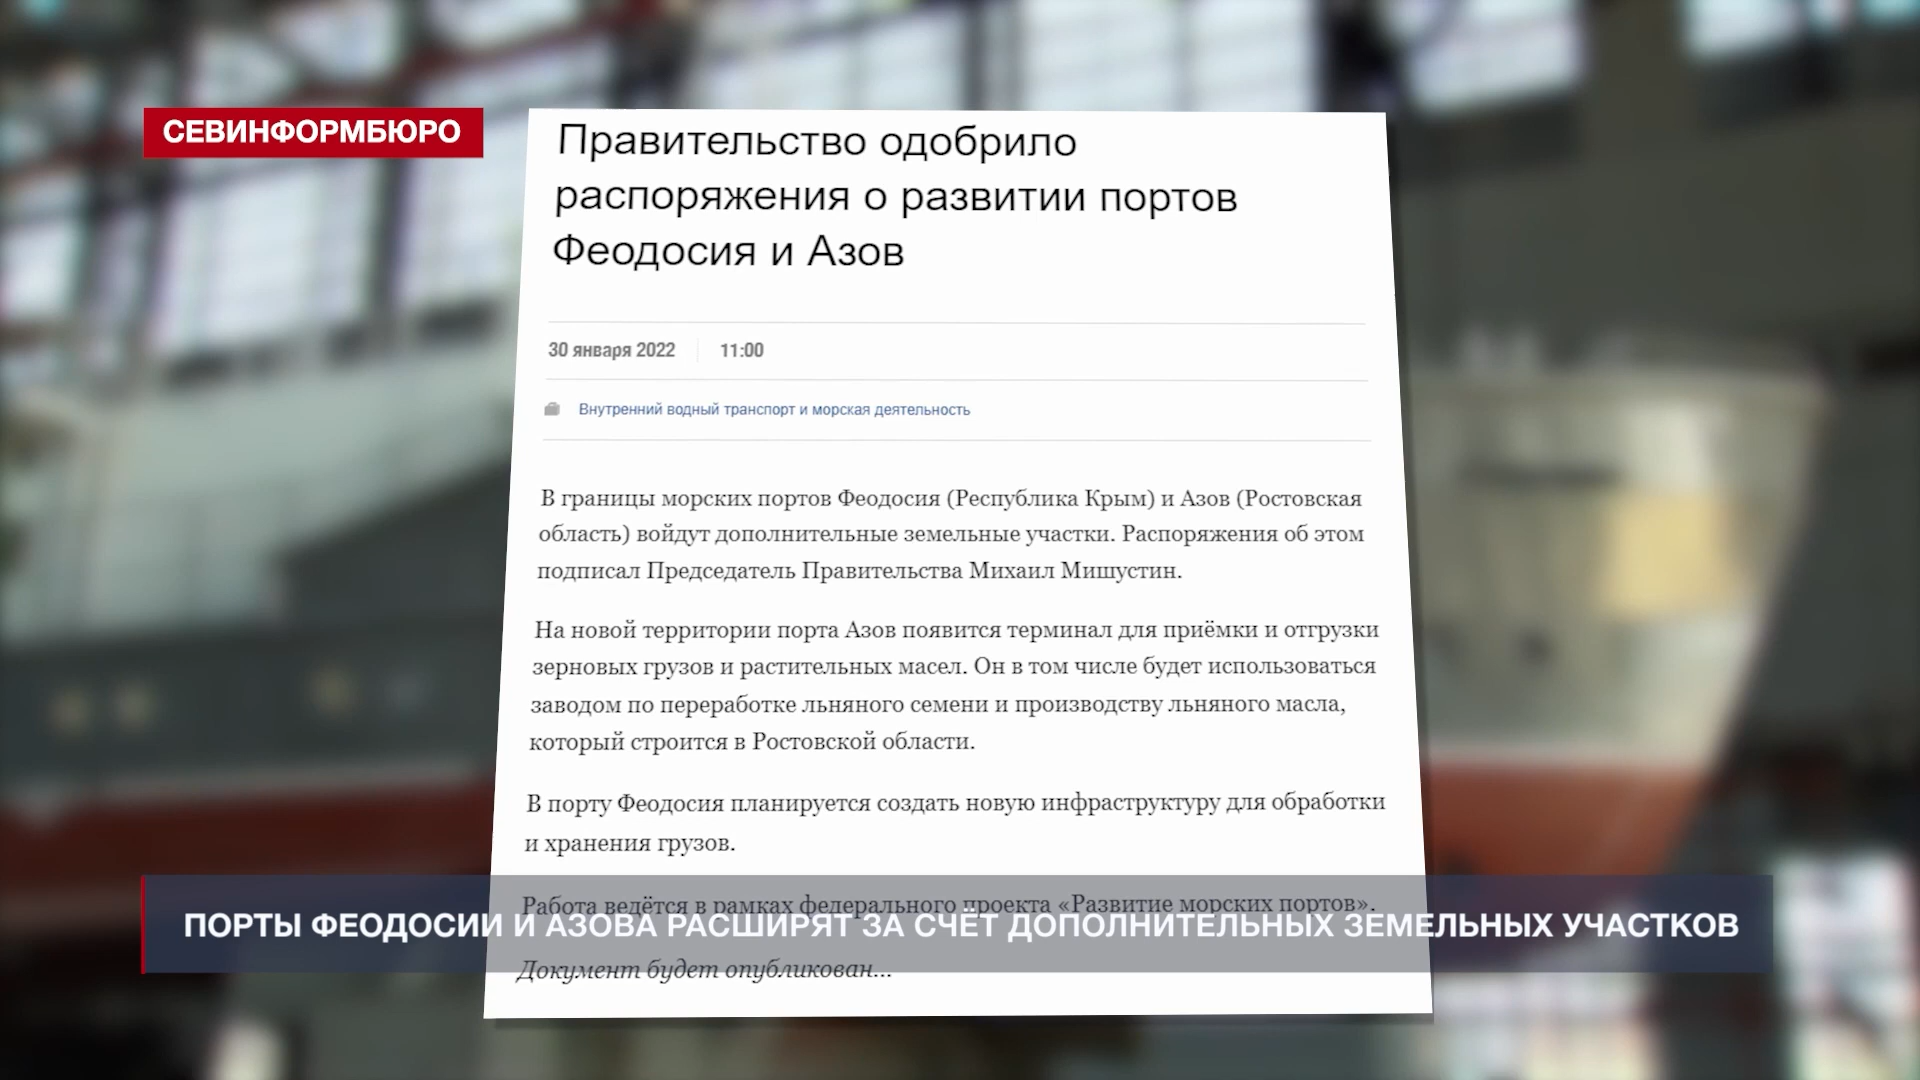 СЕВИНФОРМБЮРО
Правительство одобрило
распоряжения о развитии портов
Феодосия и Азов
30 января 2022 11:00
Внутренний водный транспорт и морская деятельность
В границы морских портов Феодосия (Республика Крым) и Азов (Ростовская
область) войдут дополнительные земельные участки. Распоряжения об этом
подписал Председатель Правительства Михаил Мишустин.
На новой территории порта Азов появится терминал для приёмки и отгрузки
зерновых грузов и растительных масел. Он в том числе будет использоваться
заводом по переработке льняного семени и производству льняного масла,
который строится в Ростовской области.
В порту Феодосия планируется создать новую инфраструктуру для обработки
и хранения грузов.
Работа ведётся в рамках федерального проекта «Развитие морских портов».
ПОРТЫ ФЕОДОСИИ И АЗОВА РАСШИРЯТ ЗА СЧЁТ ДОПОЛНИТЕЛЬНЫХ ЗЕМЕЛЬНЫХ УЧАСТКОВ
Документ будет опубликован...